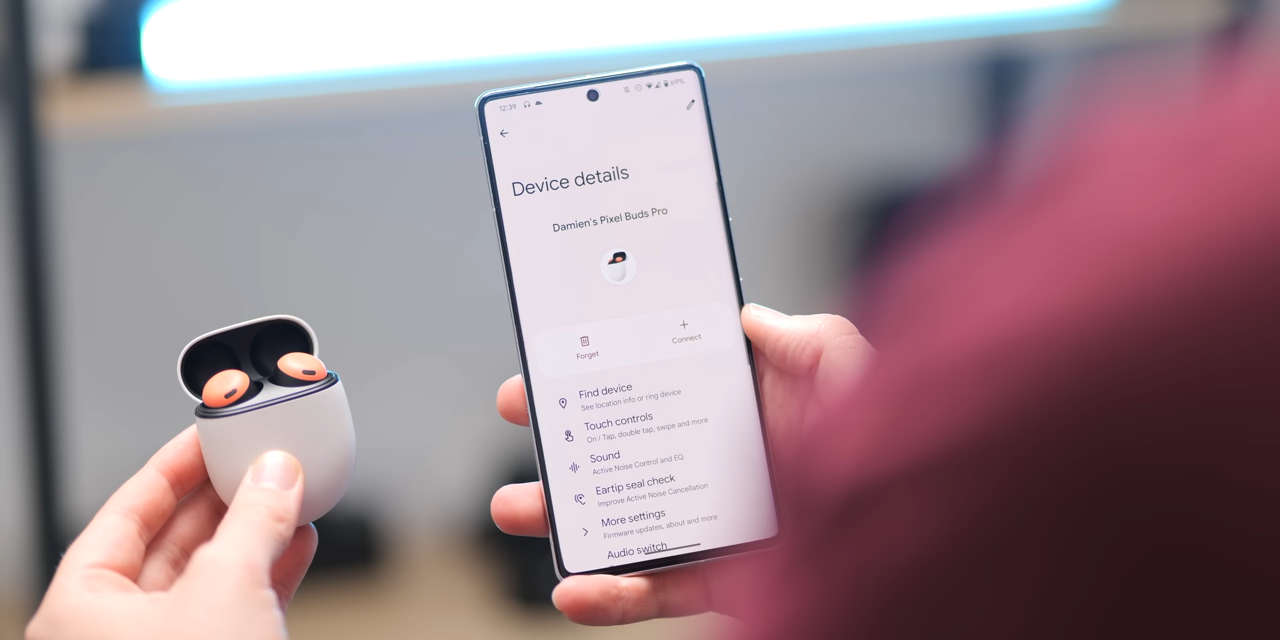 12:39
69%
Device details
Damien's Pixel Buds Pro
Forget
Connect
Find device
See location info or ring device
Touch controls
On / Tap, double tap, swipe and more
Sound
Active Noise Control and EQ
Eartip seal check
Improve Active Noise Cancellation
More settings
Firmware updates, about and more
Audio switch